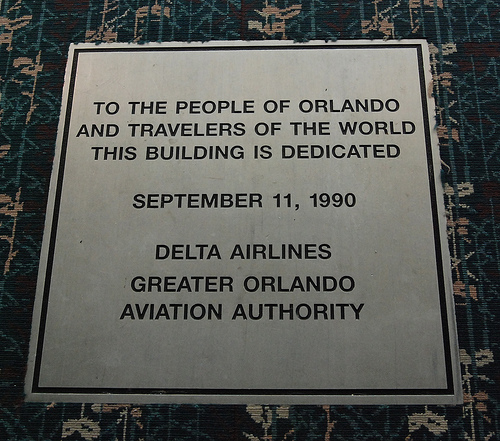 TO THE PEOPLE OF ORLANDO
AND TRAVELERS OF THE WORLD
THIS BUILDING IS DEDICATED
SEPTEMBER 11, 1990
DELTA AIRLINES
GREATER ORLANDO
AVIATION AUTHORITY